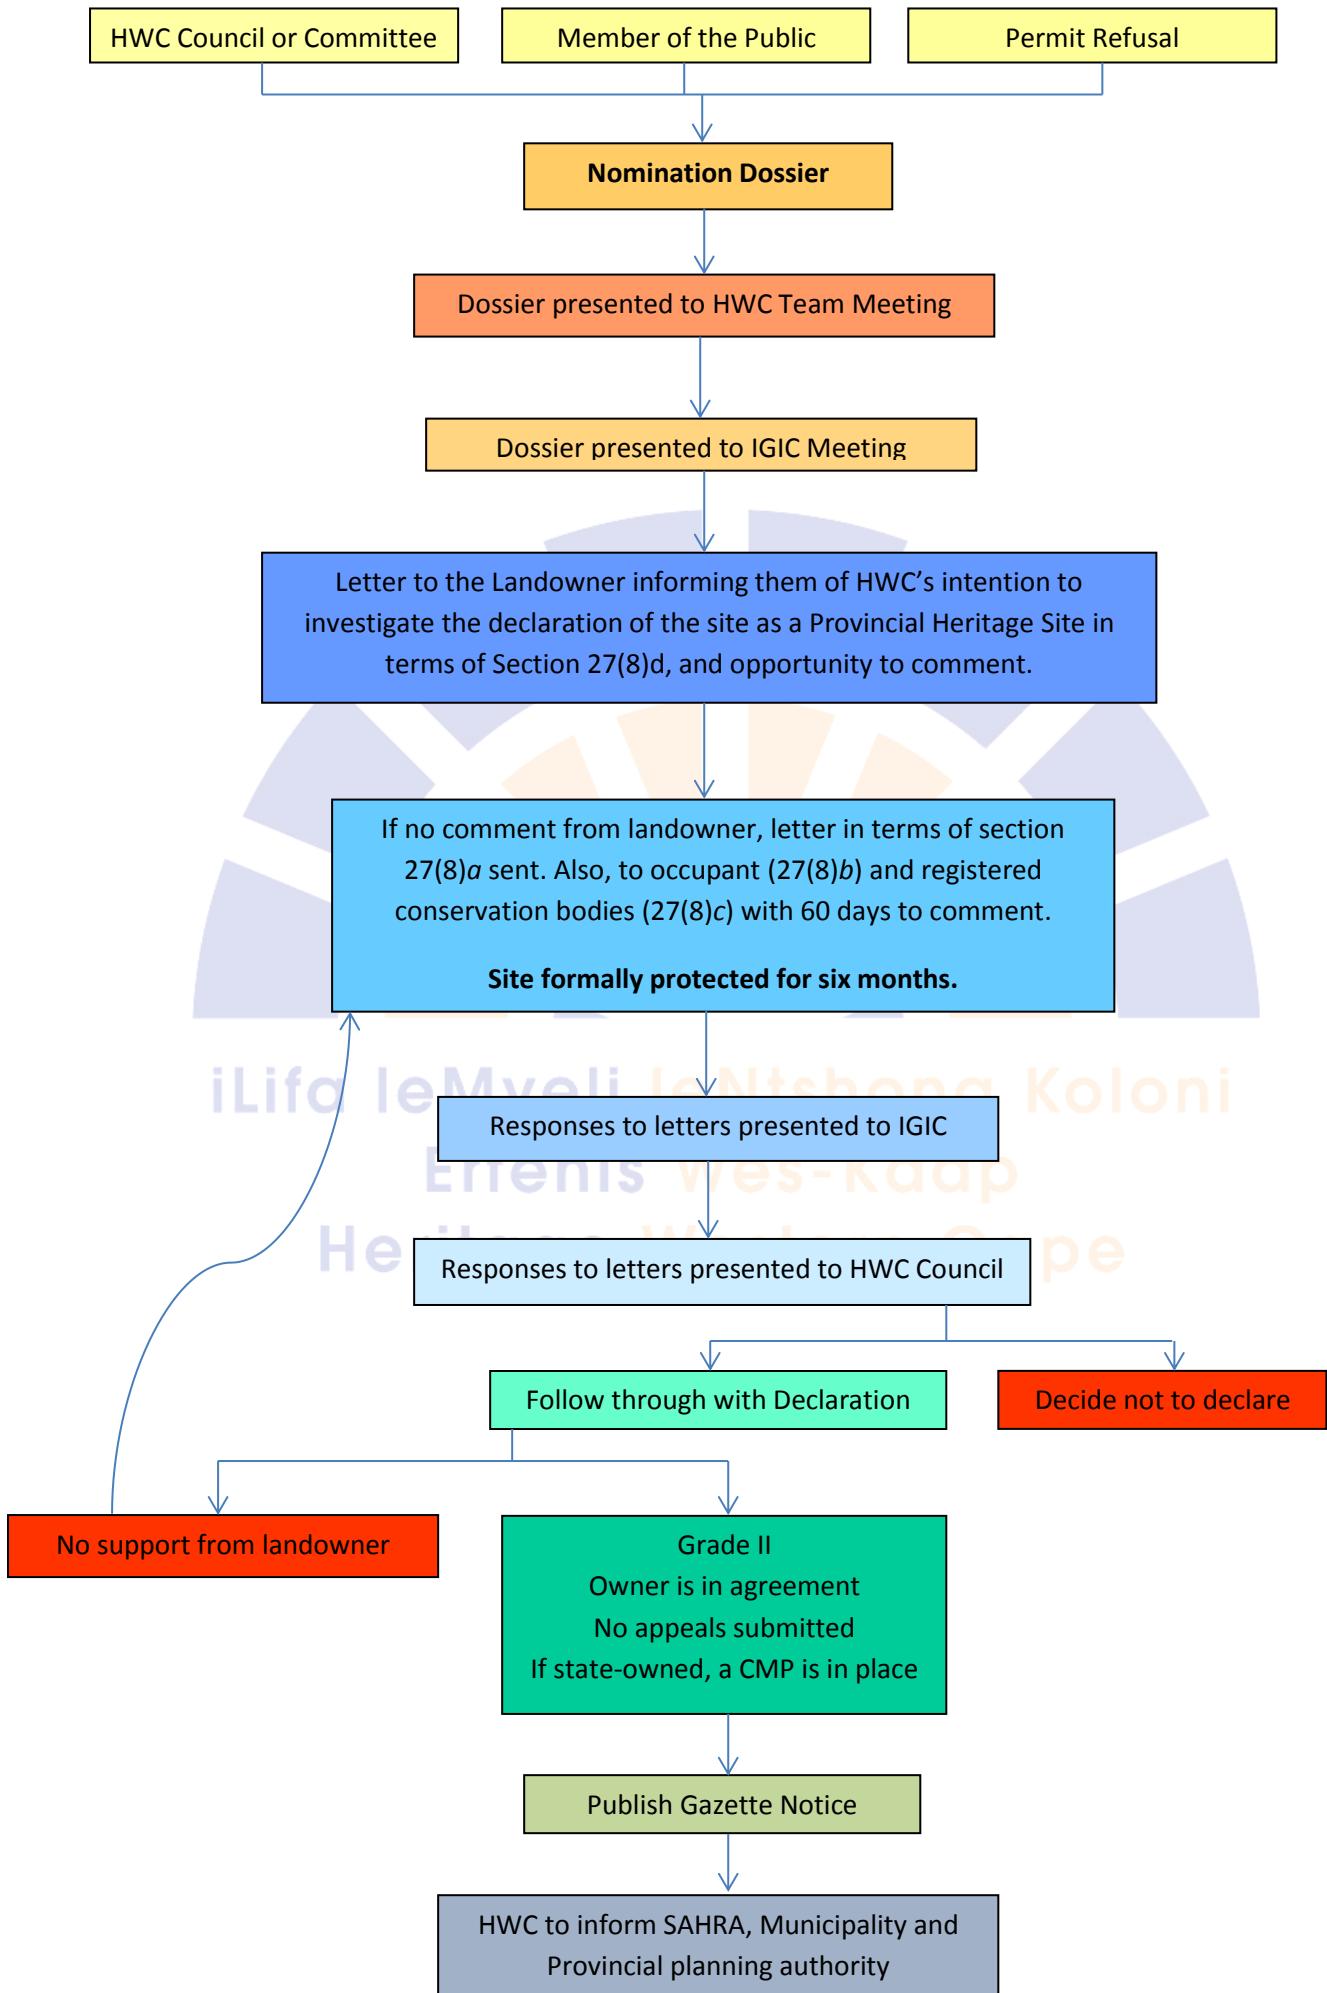 HWC Council or Committee
Member of the Public
Permit Refusal
Nomination Dossier
Dossier presented to HWC Team Meeting
Dossier presented to IGIC Meeting
Letter to the Landowner informing them of HWC’s intention to
investigate the declaration of the site as a Provincial Heritage Site in
terms of Section 27(8)d, and opportunity to comment.
If no comment from landowner, letter in terms of section
27(8)a sent. Also, to occupant (27(8)b) and registered
conservation bodies (27(8)c) with 60 days to comment.
Site formally protected for six months.
iLifa leMveli leNtshona Koloni
Responses to letters presented to IGIC
Erfenis Wes-Kaap
Responses to letters presented to HWC Council
Follow through with Declaration
Decide not to declare
No support from landowner
Grade II
Owner is in agreement
No appeals submitted
If state-owned, a CMP is in place
Publish Gazette Notice
HWC to inform SAHRA, Municipality and
Provincial planning authority